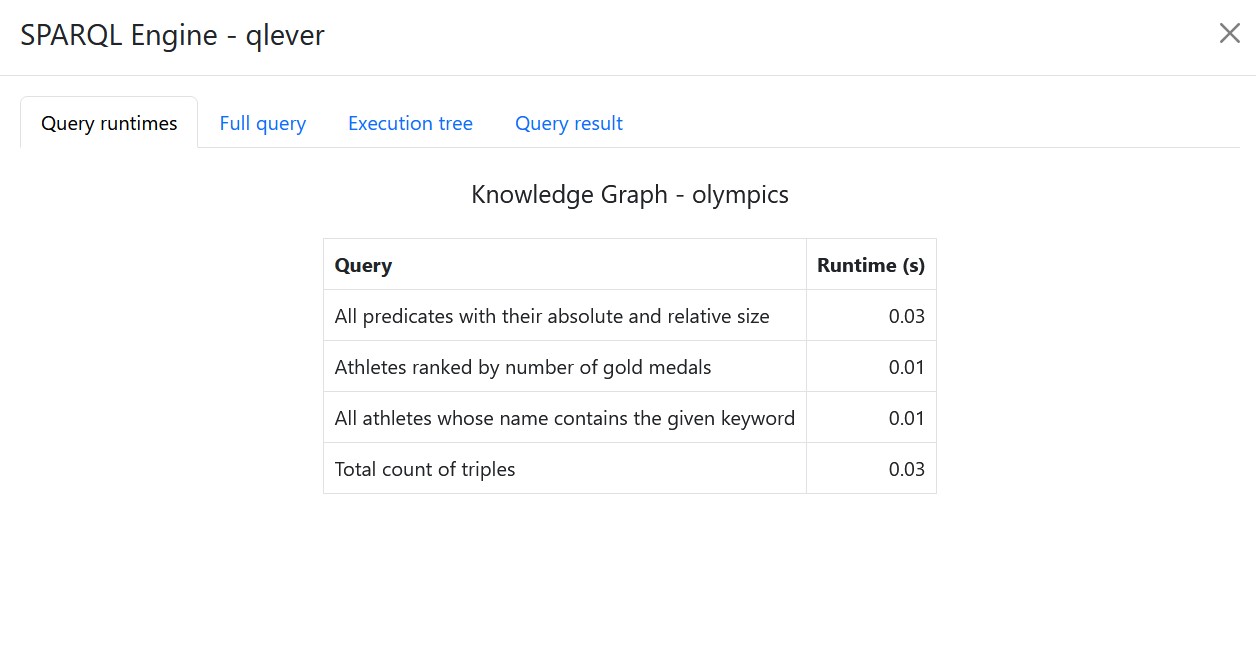 SPARQL Engine - qlever
Query runtimes Full query Execution tree Query result
Knowledge Graph - olympics
Query Runtime (s)
All predicates with their absolute and relative size 0.03
Athletes ranked by number of gold medals 0.01
All athletes whose name contains the given keyword 0.01
Total count of triples 0.03